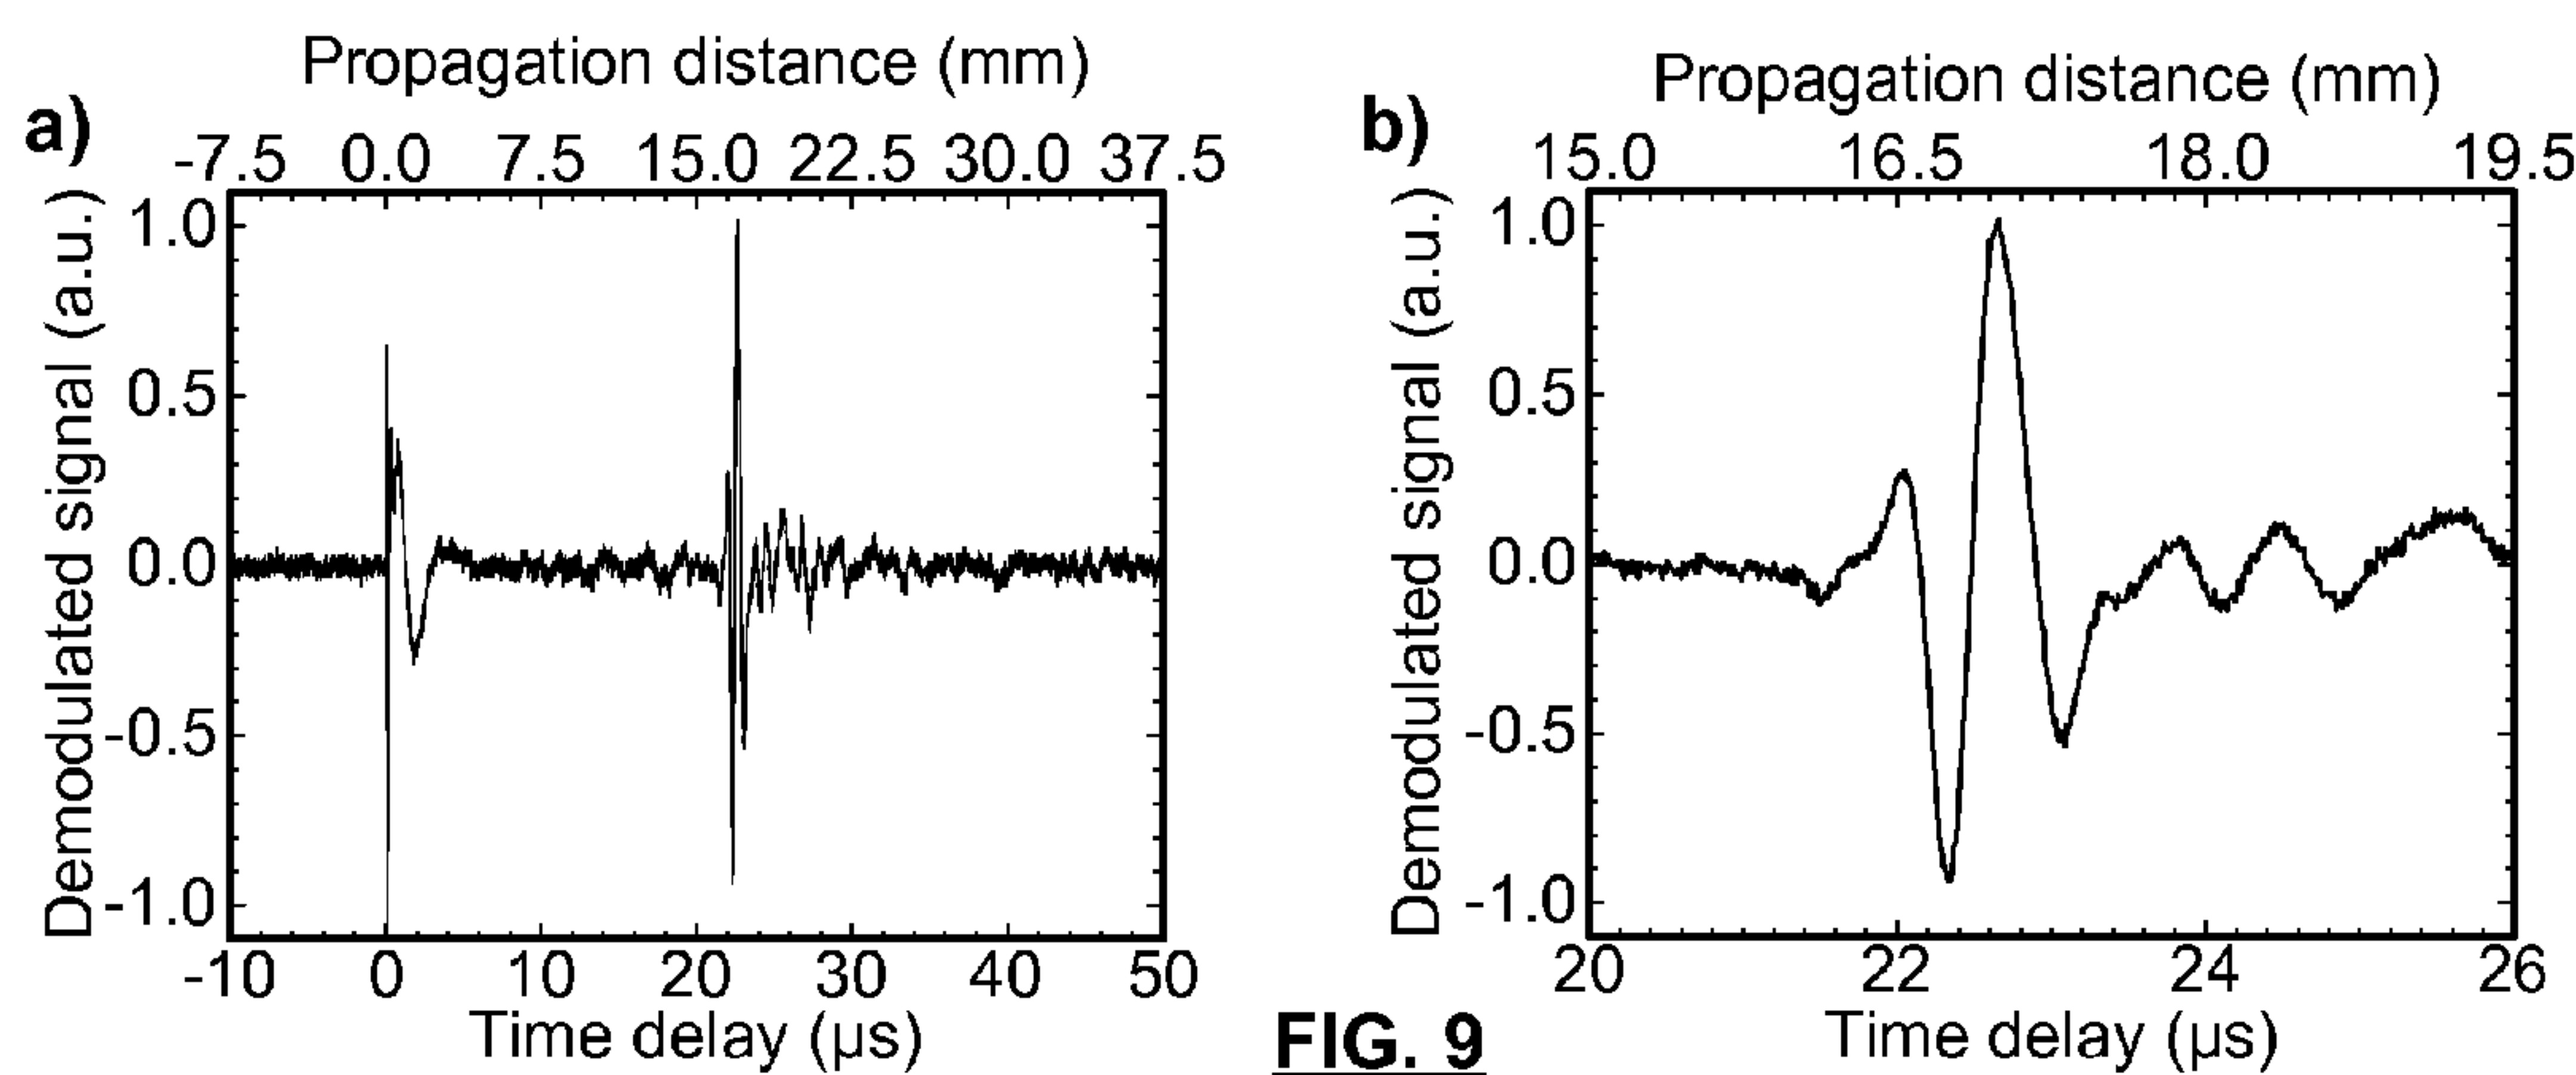 a)
Propagation distance (mm)
-7.5 0.0 7.5 15.0 22.5 30.0 37.5
Demodulated signal (a.u.)
1.0
0.5
0.0
-0.5
-1.0
-10 0 10 20 30 40 50
Time delay (µs)
b)
Propagation distance (mm)
15.0 16.5 18.0 19.5
Demodulated signal (a.u.)
1.0
0.5
0.0
-0.5
-1.0
20 22 24 26
Time delay (µs)
FIG. 9